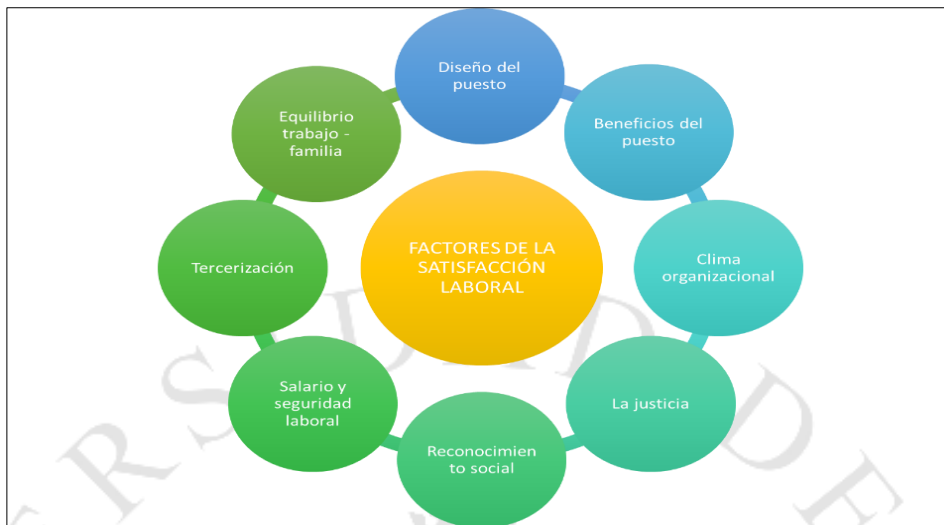 Diseño del
puesto
Beneficios del
puesto
Clima
organizacional
La justicia
Reconocimien
to social
Salario y
seguridad
laboral
Tercerización
Equilibrio
trabajo -
familia
FACTORES DE LA
SATISFACCIÓN
LABORAL